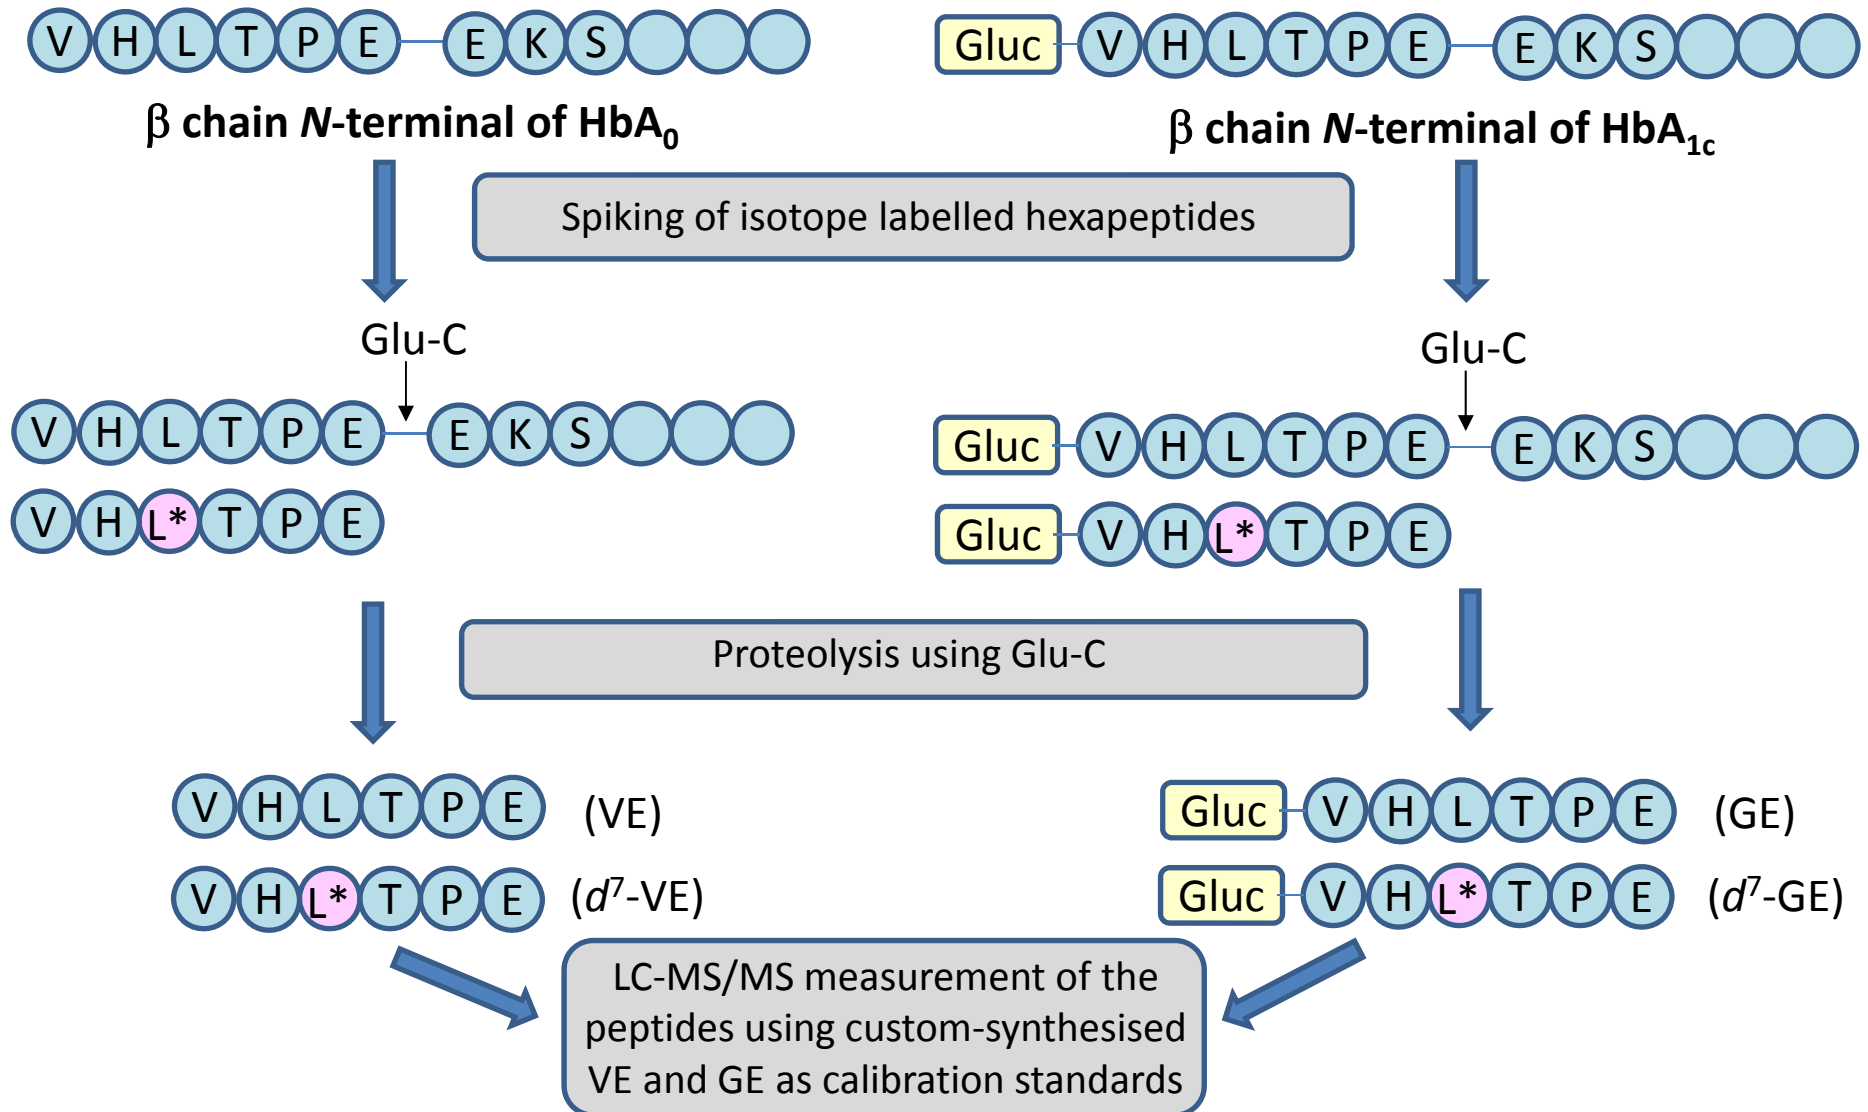 V H L T P E E K S
Gluc V H L T P E E K S
β chain N-terminal of HbA₀
β chain N-terminal of HbA₁c
Spiking of isotope labelled hexapeptides
Glu-C
Glu-C
V H L T P E E K S
Gluc V H L T P E E K S
V H L* T P E
Gluc V H L* T P E
Proteolysis using Glu-C
V H L T P E (VE)
Gluc V H L T P E (GE)
V H L* T P E (d⁷-VE)
Gluc V H L* T P E (d⁷-GE)
LC-MS/MS measurement of the
peptides using custom-synthesised
VE and GE as calibration standards